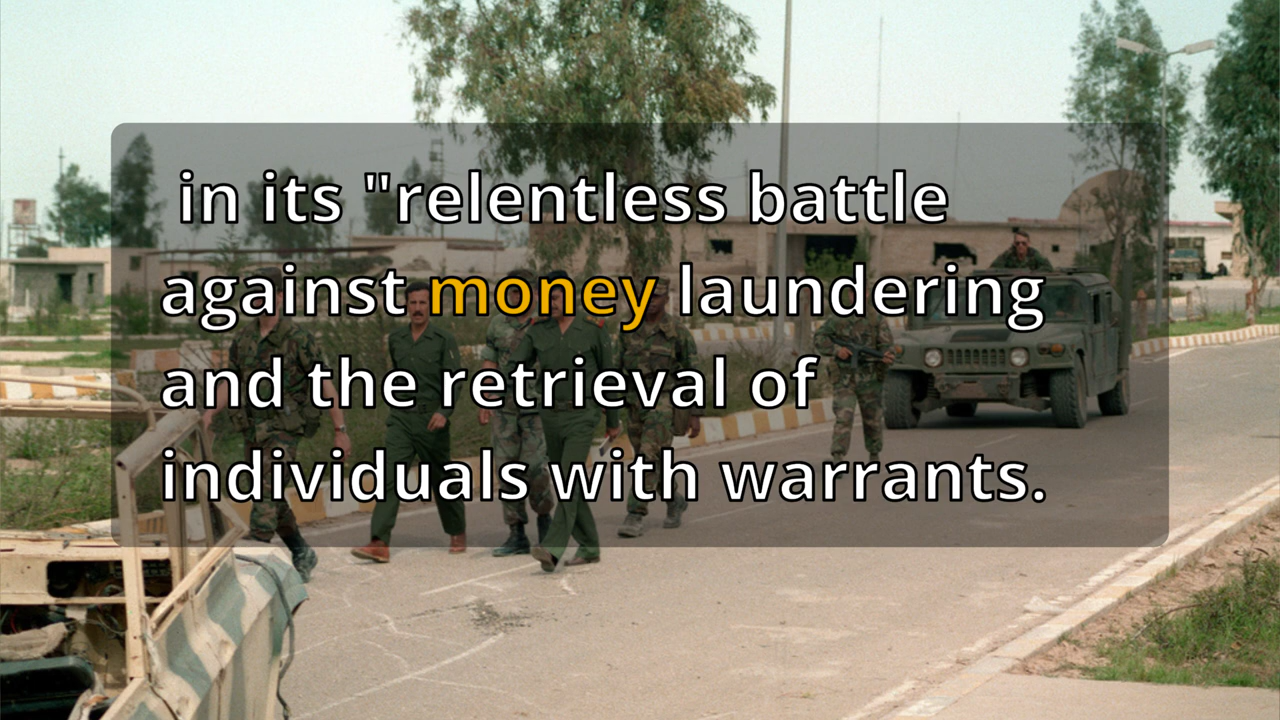 in its "relentless battle
against money laundering
and the retrieval of
individuals with warrants.